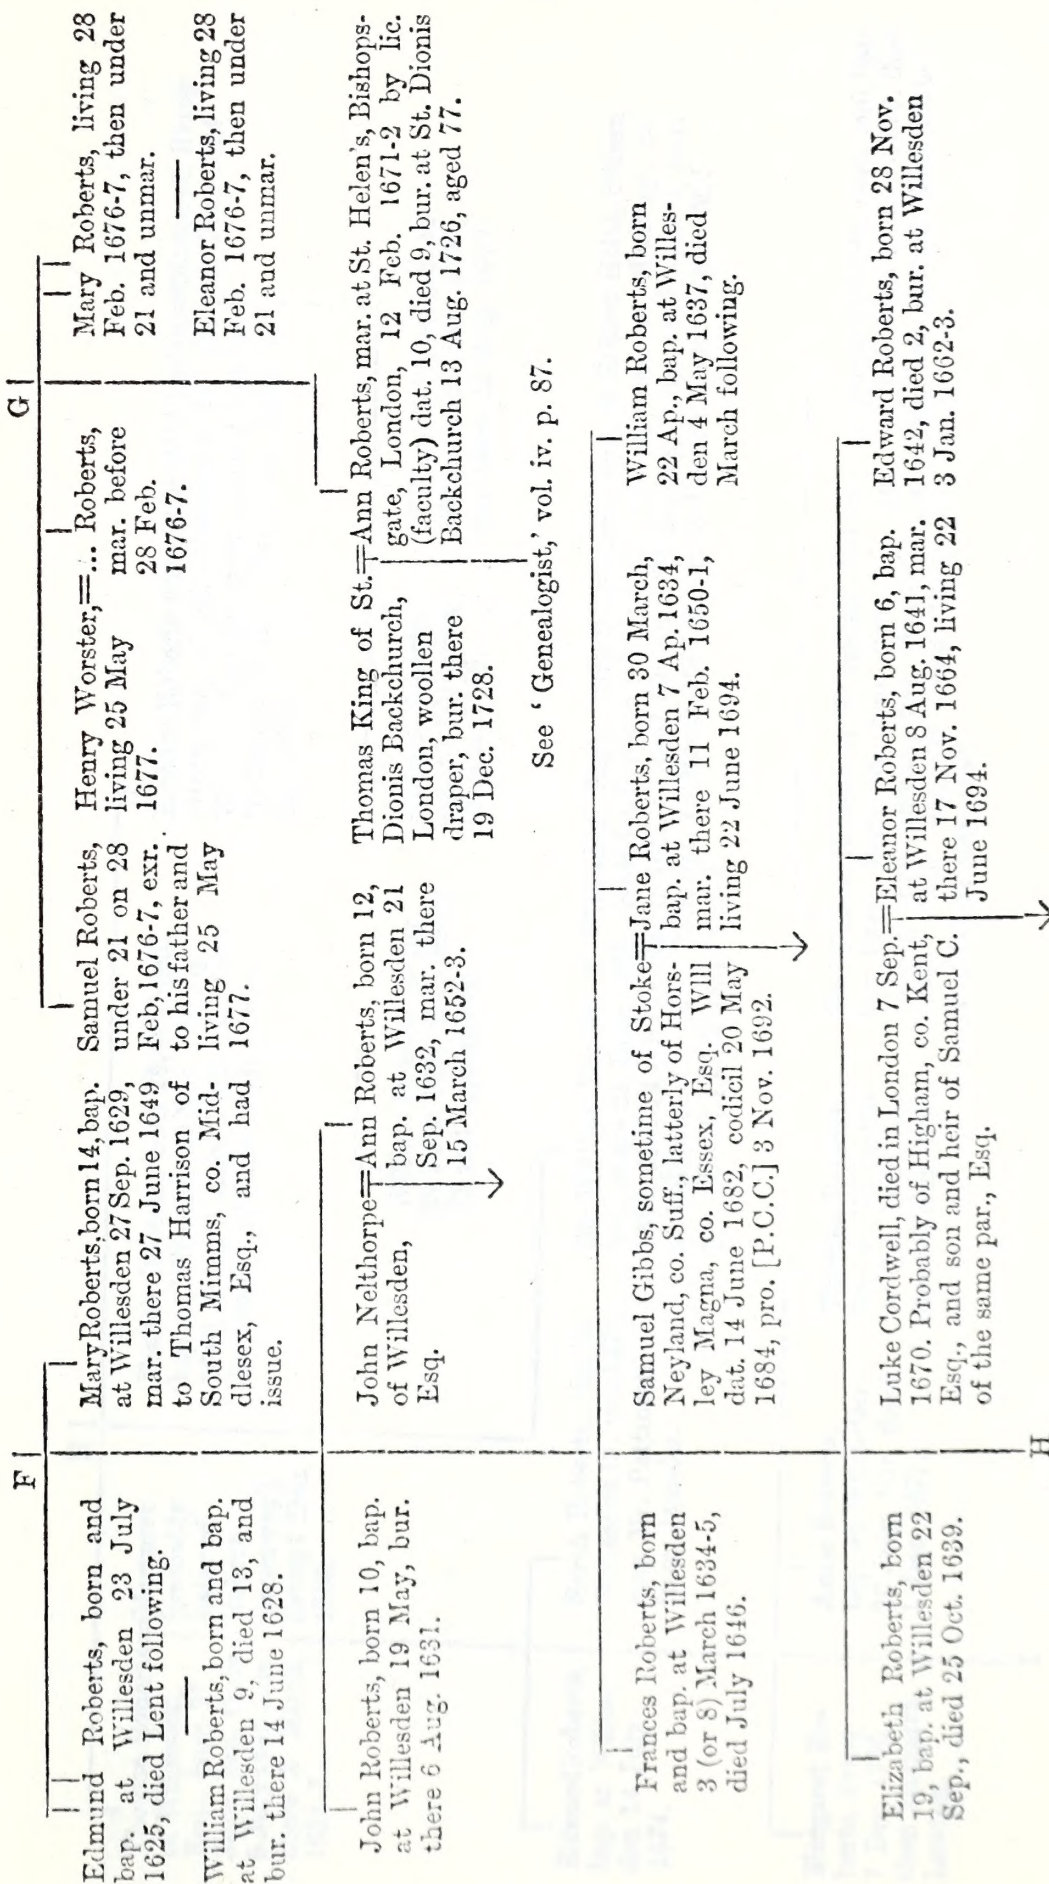 F
G
Edmund Roberts, born and
bap. at Willesden 23 July
1625, died Lent following.
William Roberts, born and bap.
at Willesden 9, died 13, and
bur. there 14 June 1628.
Mary Roberts, born 14, bap.
at Willesden 27 Sep. 1629,
mar. there 27 June 1649
to Thomas Harrison of
South Mimms, co. Mid-
dlesex, Esq., and had
issue.
Samuel Roberts,
under 21 on 28
Feb. 1676-7, exr.
to his father and
living 25 May
1677.
Henry Worster,=... Roberts,
living 25 May
1677.
mar. before
28 Feb.
1676-7.
Mary Roberts, living 28
Feb. 1676-7, then under
21 and unmar.
Eleanor Roberts, living 28
Feb. 1676-7, then under
21 and unmar.
John Roberts, born 10, bap.
at Willesden 19 May, bur.
there 6 Aug. 1631.
John Nelthorpe=Ann Roberts, born 12,
of Willesden,
Esq.
bap. at Willesden 21
Sep. 1632, mar. there
15 March 1652-3.
Thomas King of St.=Ann Roberts, mar. at St. Helen's, Bishops-
Dionis Backchurch,
London, woollen
draper, bur. there
19 Dec. 1728.
gate, London, 12 Feb. 1671-2 by lic.
(faculty) dat. 10, died 9, bur. at St. Dionis
Backchurch 13 Aug. 1726, aged 77.
See ‘Genealogist,’ vol. iv. p. 87.
Frances Roberts, born
and bap. at Willesden
3 (or 8) March 1634-5,
died July 1646.
Samuel Gibbs, sometime of Stoke=Jane Roberts, born 30 March,
Neyland, co. Suff., latterly of Hors-
ley Magna, co. Essex, Esq. Will
dat. 14 June 1682, codicil 20 May
1684, pro. [P.C.C.] 3 Nov. 1692.
bap. at Willesden 7 Ap. 1634,
mar. there 11 Feb. 1650-1,
living 22 June 1694.
William Roberts, born
22 Ap., bap. at Willes-
den 4 May 1637, died
March following.
Elizabeth Roberts, born
19, bap. at Willesden 22
Sep., died 25 Oct. 1639.
Luke Cordwell, died in London 7 Sep.=Eleanor Roberts, born 6, bap.
1670. Probably of Higham, co. Kent,
Esq., and son and heir of Samuel C.
of the same par., Esq.
at Willesden 8 Aug. 1641, mar.
there 17 Nov. 1664, living 22
June 1694.
Edward Roberts, born 28 Nov.
1642, died 2, bur. at Willesden
3 Jan. 1662-3.
H